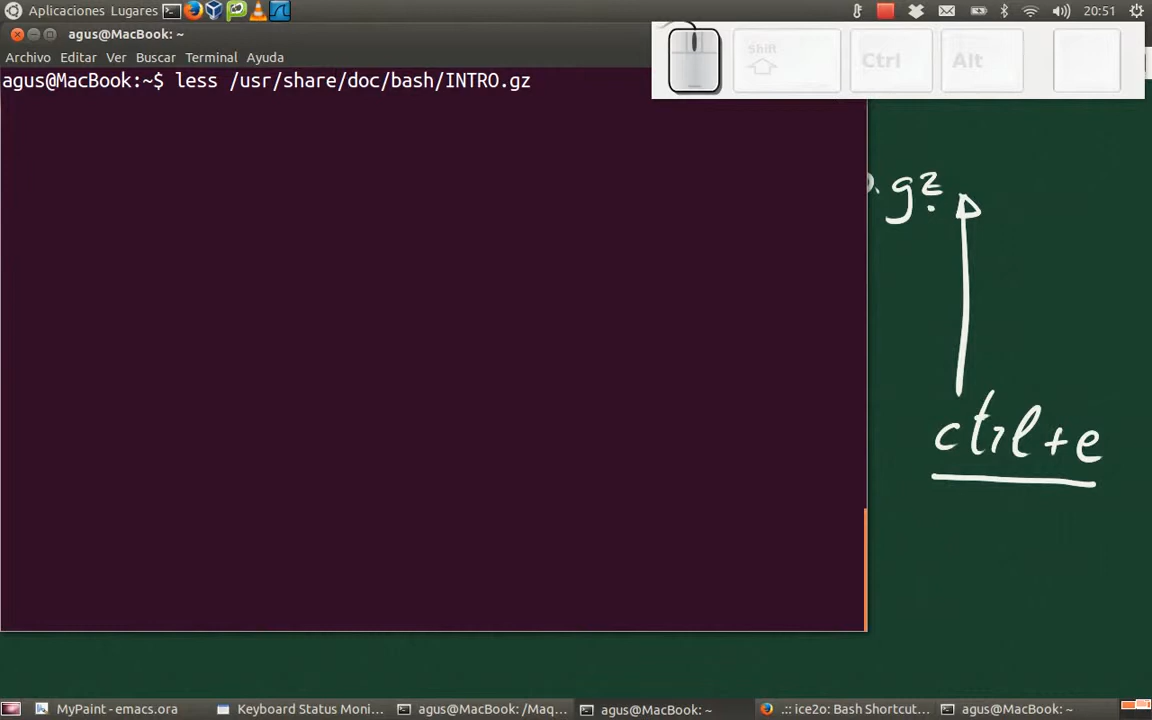 Aplicaciones Lugares
20:51
agus@MacBook: ~
Archivo Editar Ver Buscar Terminal Ayuda
Shift
Ctrl
Alt
agus@MacBook:~$ less /usr/share/doc/bash/INTRO.gz
.gz
ctrl+e
MyPaint - emacs.ora
Keyboard Status Moni...
agus@MacBook: /Maq...
agus@MacBook: ~
.:: ice2o: Bash Shortcut...
agus@MacBook: ~